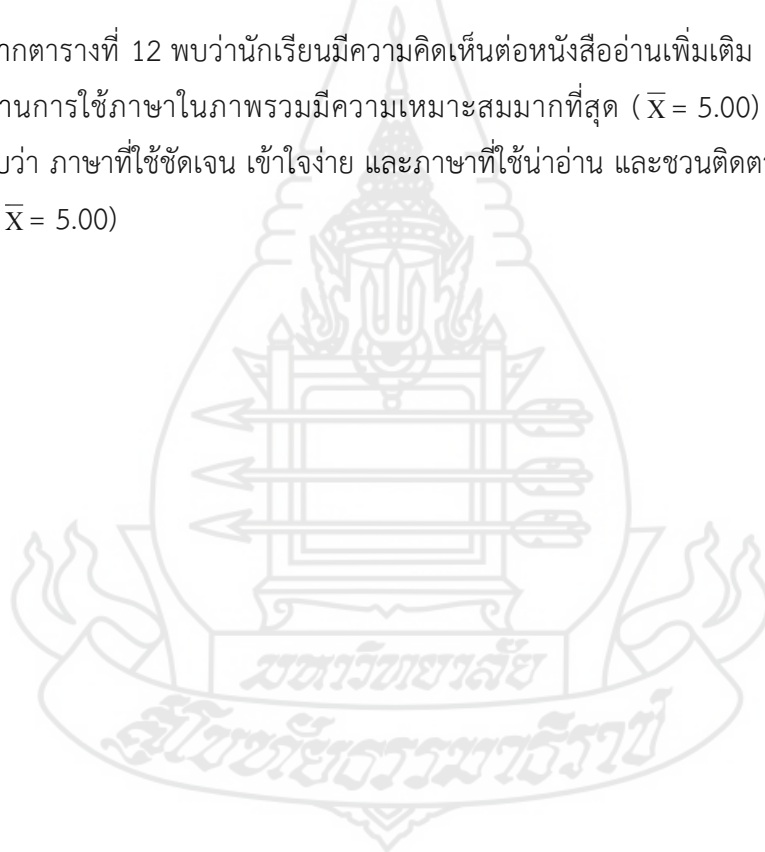 ากตารางที่ 12 พบว่านักเรียนมีความคิดเห็นต่อหนังสืออ่านเพิ่มเติม
านการใช้ภาษาในภาพรวมมีความเหมาะสมมากที่สุด ( X̅ = 5.00)
บว่า ภาษาที่ใช้ชัดเจน เข้าใจง่าย และภาษาที่ใช้น่าอ่าน และชวนติดตา
X̅ = 5.00)
มหาวิทยาลัย
สุโขทัยธรรมาธิราช